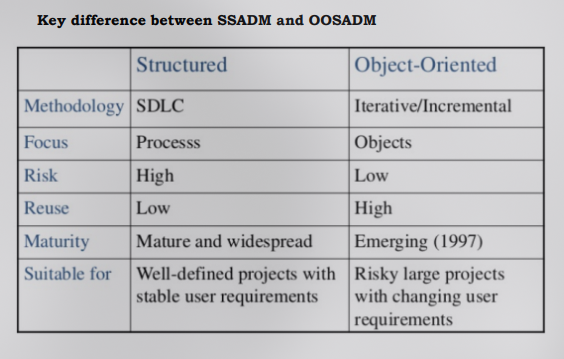 Key difference between SSADM and OOSADM
Structured Object-Oriented
Methodology SDLC Iterative/Incremental
Focus Processs Objects
Risk High Low
Reuse Low High
Maturity Mature and widespread Emerging (1997)
Suitable for Well-defined projects with Risky large projects
stable user requirements with changing user
requirements